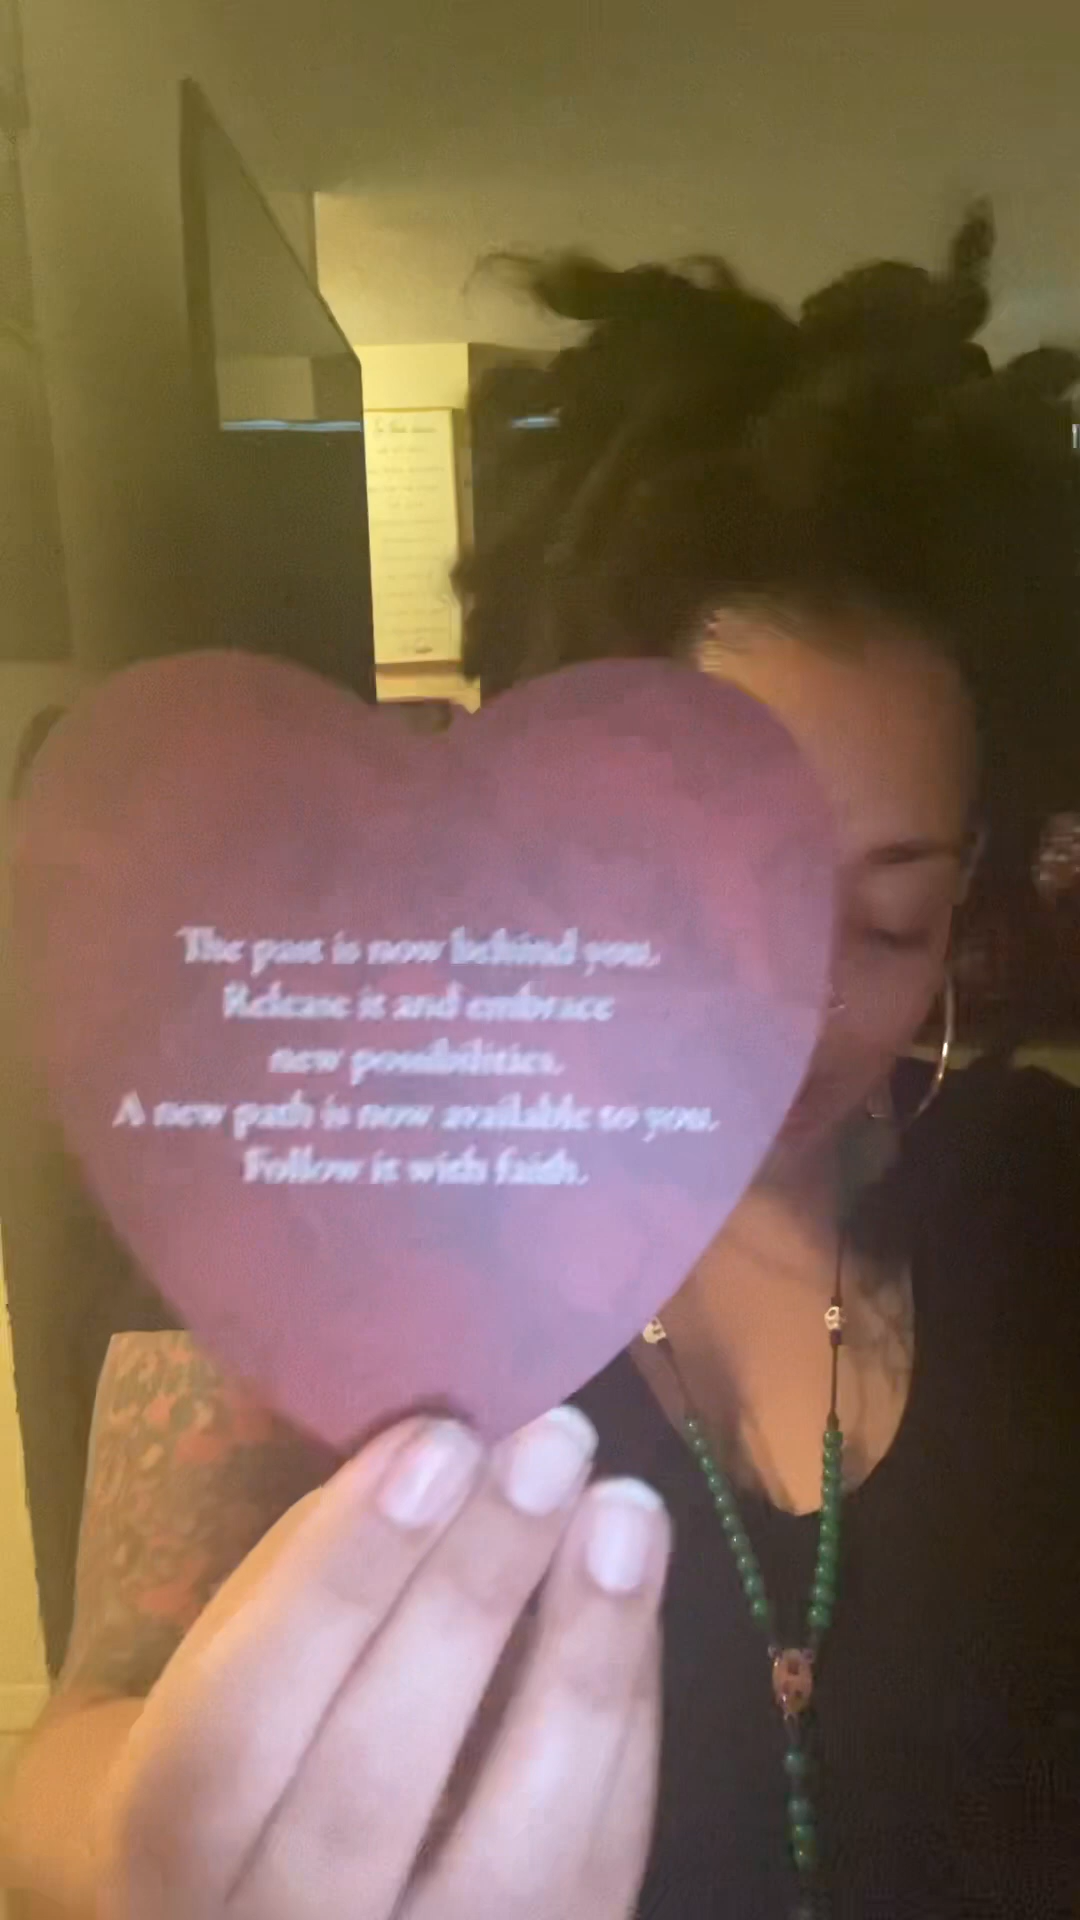 The past is now behind you.
Release it and embrace
new possibilities.
A new path is now available to you.
Follow it with faith.